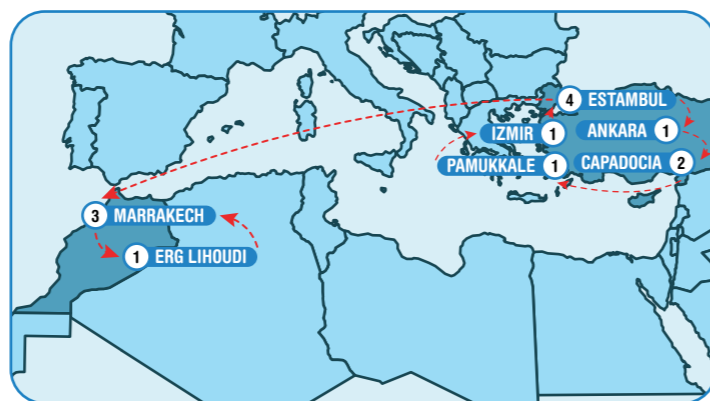 4 ESTAMBUL
IZMIR 1
ANKARA 1
PAMUKKALE 1
CAPADOCIA 2
3 MARRAKECH
1 ERG LIHOUDI